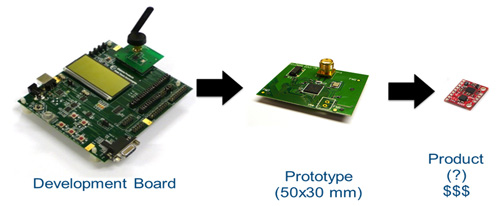 Development Board
Prototype
(50x30 mm)
Product
(?)
$$$